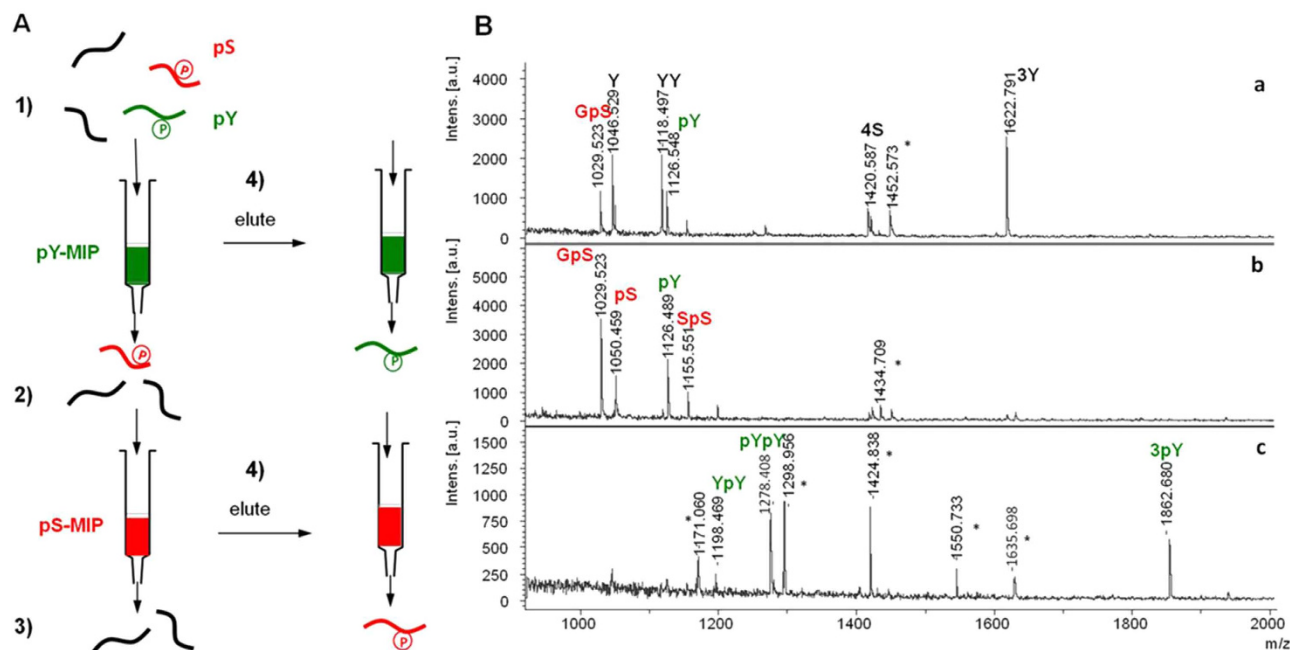 A
pS
P
1)
pY
P
4)
elute
pY-MIP
P
P
2)
4)
elute
pS-MIP
3)
P
B
a
Intens. [a.u.]
4000
3000
2000
1000
0
GpS
1029.523
Y
1046.529
YY
1118.497
pY
1126.548
4S
1420.587
1452.573
*
3Y
1622.791
b
Intens. [a.u.]
5000
4000
3000
2000
1000
0
GpS
1029.523
pS
1050.459
pY
1126.489
SpS
1155.551
1434.709
*
c
Intens. [a.u.]
1500
1250
1000
750
500
250
0
*
1171.060
YpY
1198.469
pYpY
1278.408
1298.956
*
1424.838
*
1550.733
*
1635.698
*
3pY
1862.680
1000
1200
1400
1600
1800
2000
m/z